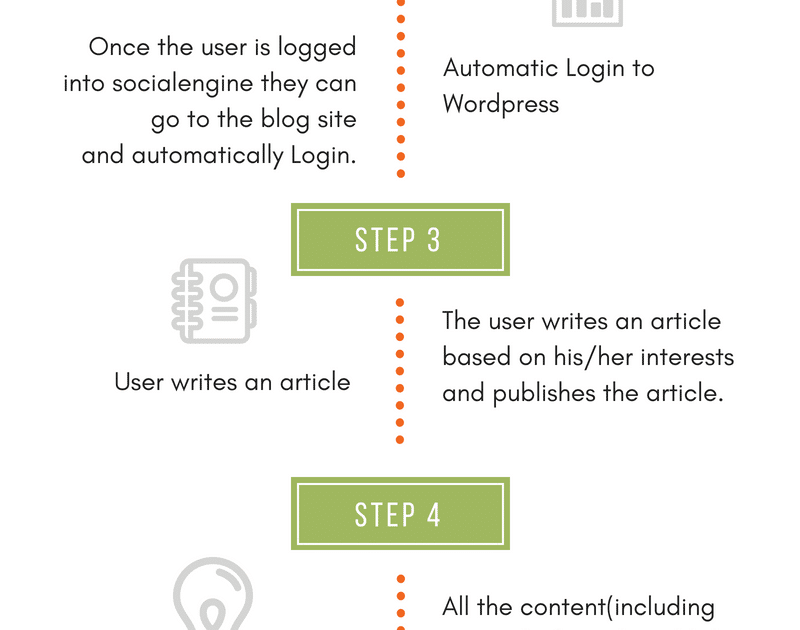 Once the user is logged
into socialengine they can
go to the blog site
and automatically Login.
Automatic Login to
Wordpress
STEP 3
User writes an article
The user writes an article
based on his/her interests
and publishes the article.
STEP 4
All the content(including